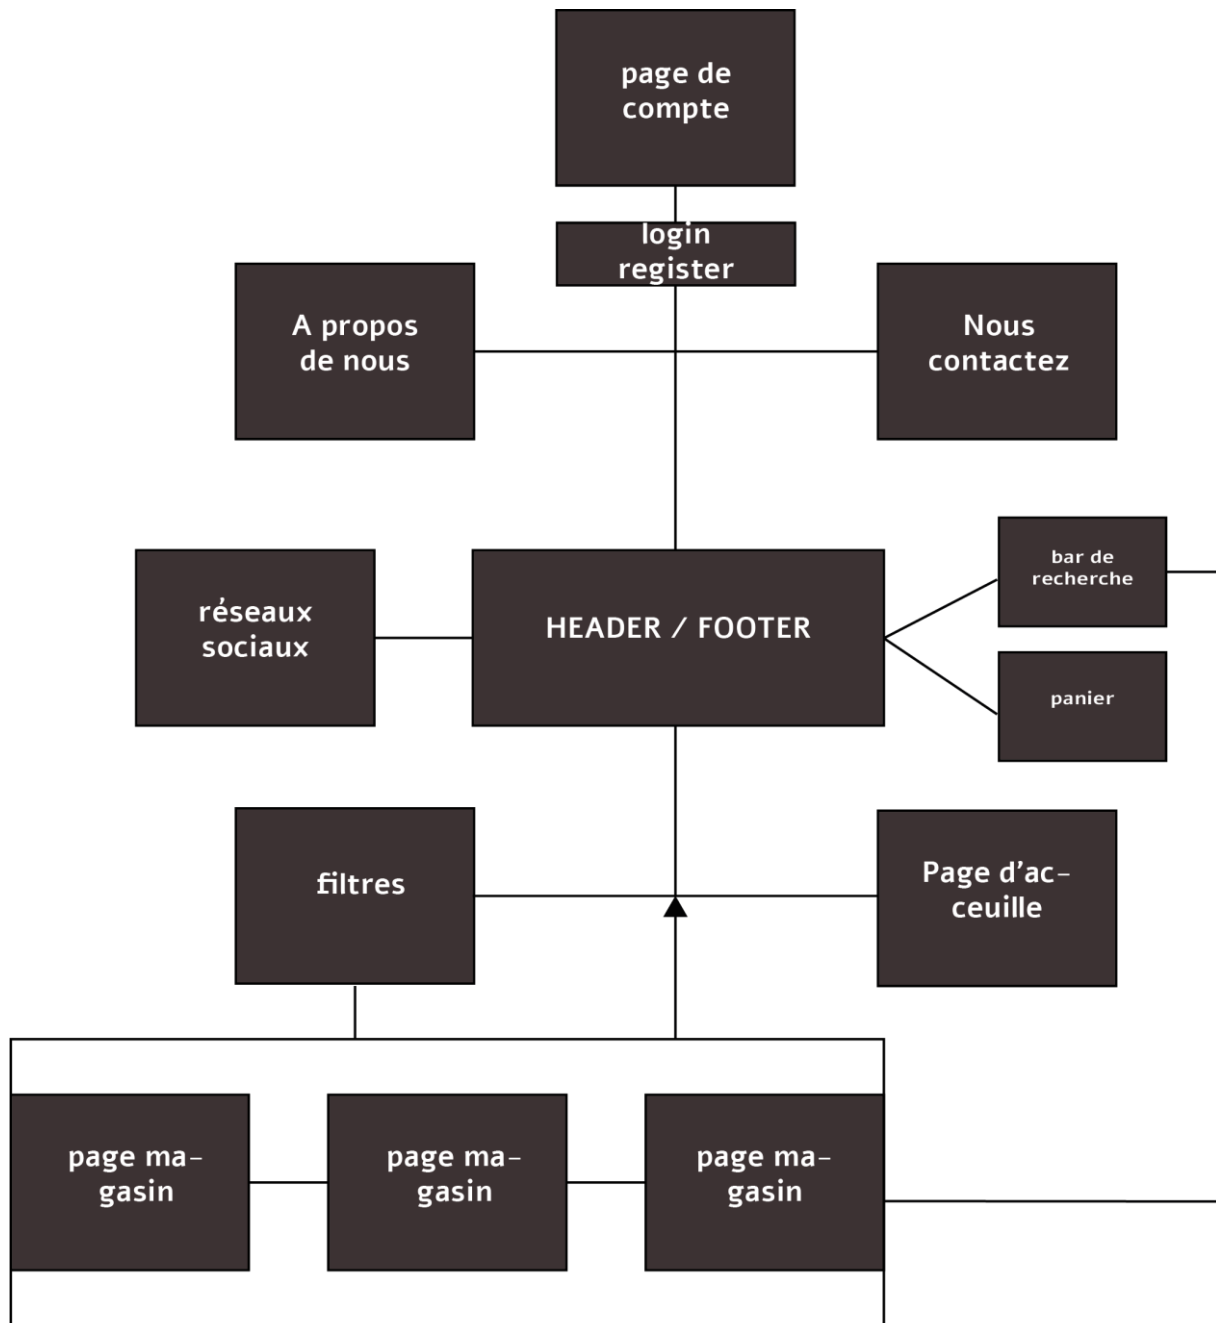 page de
compte
login
register
A propos
de nous
Nous
contactez
réseaux
sociaux
HEADER / FOOTER
bar de
recherche
panier
filtres
Page d’ac-
ceuille
page ma-
gasin
page ma-
gasin
page ma-
gasin